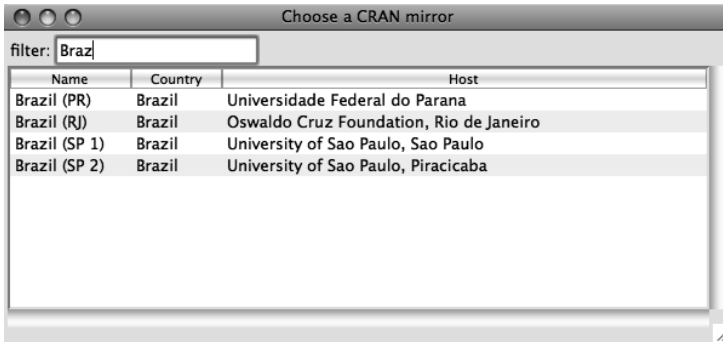 Choose a CRAN mirror
filter: Braz
Name Country Host
Brazil (PR) Brazil Universidade Federal do Parana
Brazil (RJ) Brazil Oswaldo Cruz Foundation, Rio de Janeiro
Brazil (SP 1) Brazil University of Sao Paulo, Sao Paulo
Brazil (SP 2) Brazil University of Sao Paulo, Piracicaba